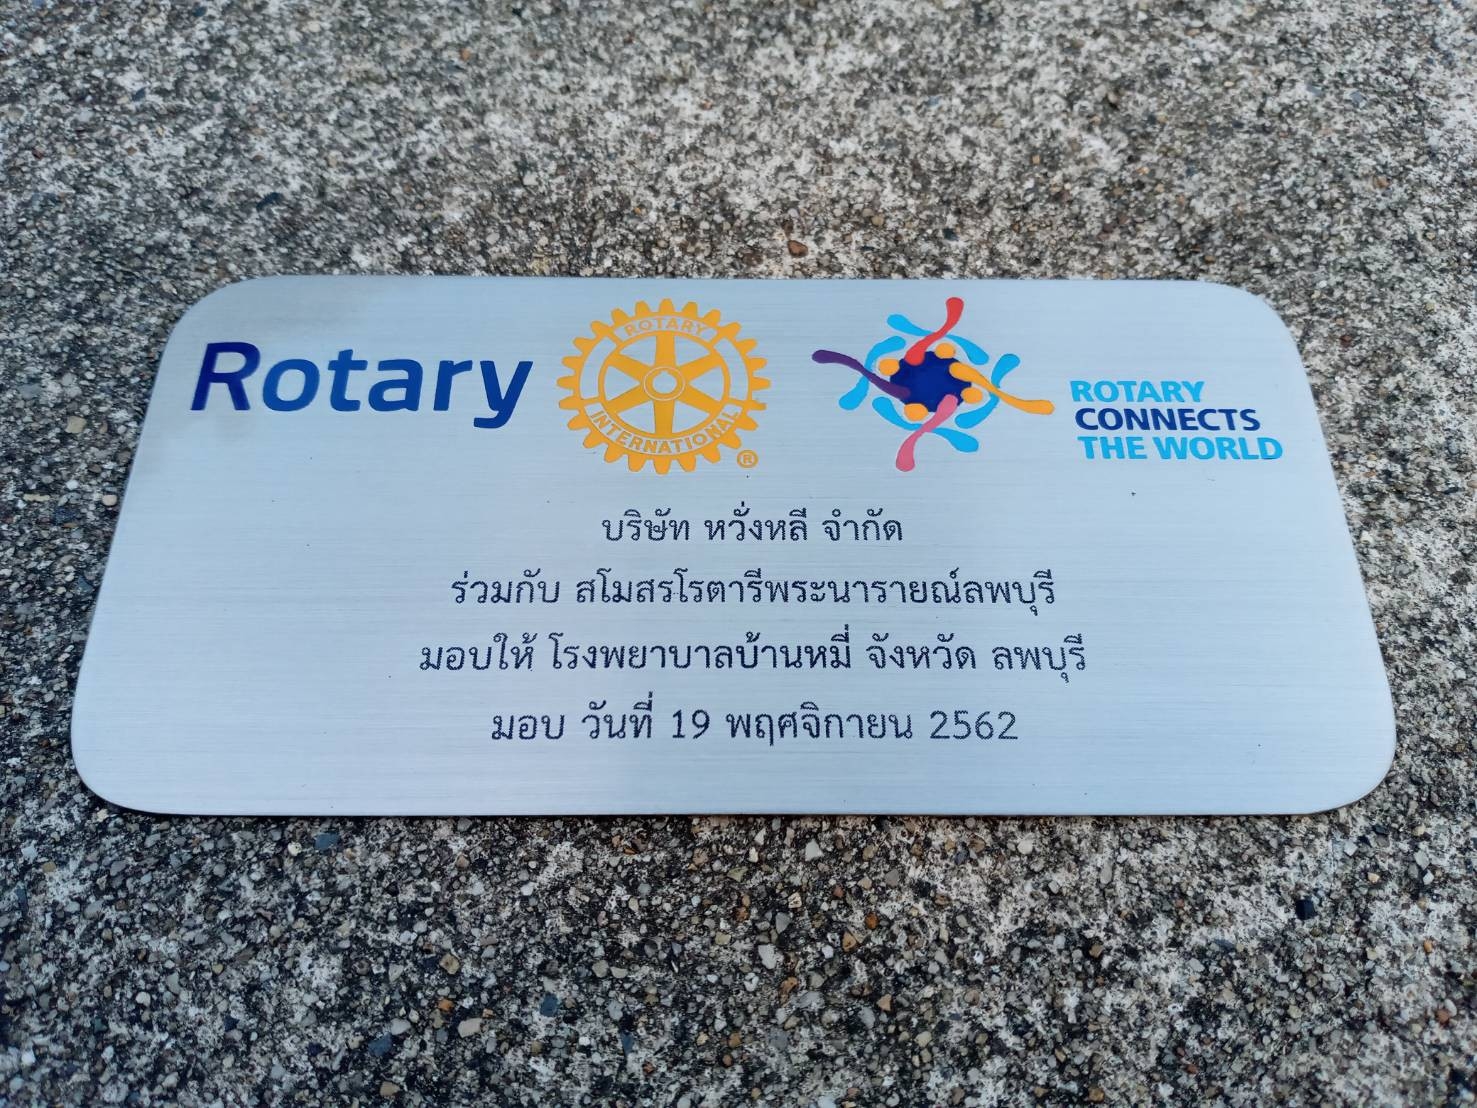 Rotary
ROTARY
INTERNATIONAL
®
ROTARY
CONNECTS
THE WORLD
บริษัท หวั่งหลี จำกัด
ร่วมกับ สโมสรโรตารีพระนารายณ์ลพบุรี
มอบให้ โรงพยาบาลบ้านหมี่ จังหวัด ลพบุรี
มอบ วันที่ 19 พฤศจิกายน 2562